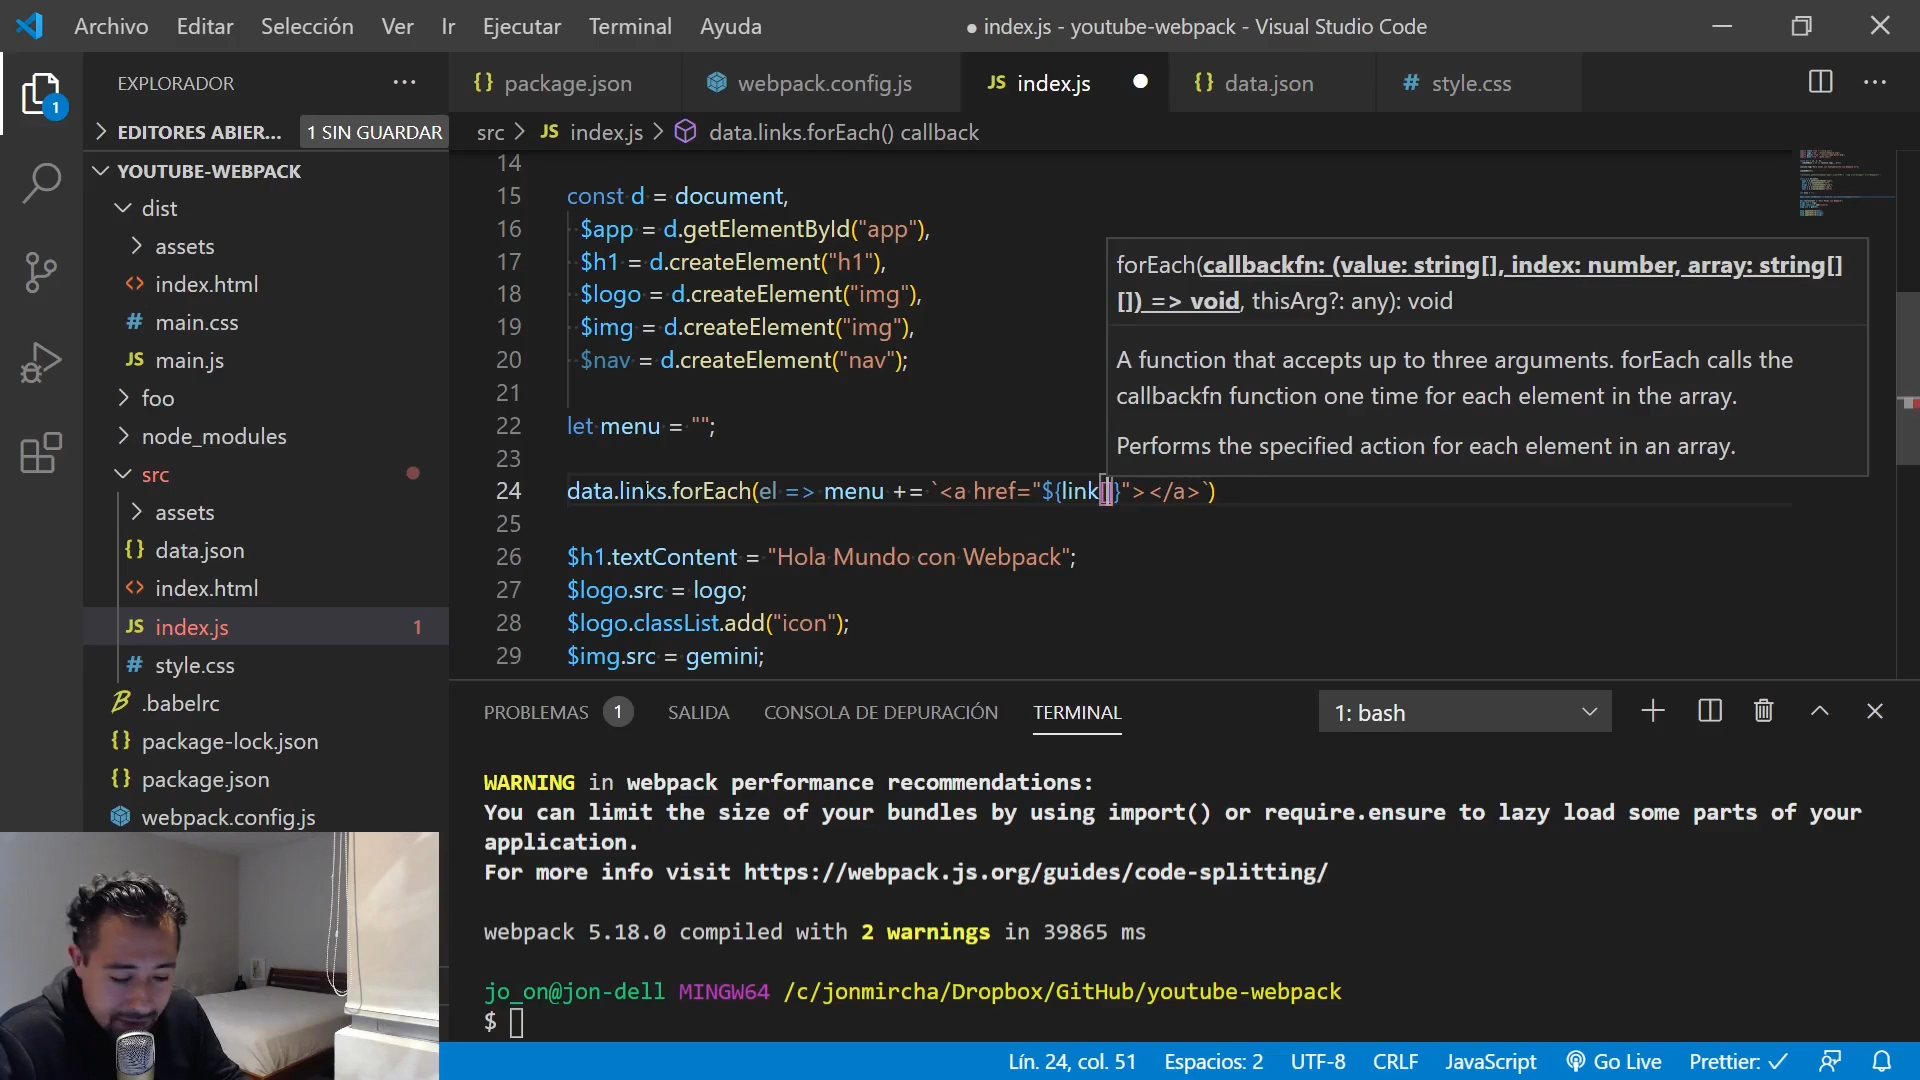 Archivo Editar Selección Ver Ir Ejecutar Terminal Ayuda
● index.js - youtube-webpack - Visual Studio Code
EXPLORADOR
{} package.json
webpack.config.js
JS index.js
{} data.json
# style.css
1
EDITORES ABIER... 1 SIN GUARDAR
src > JS index.js > data.links.forEach() callback
YOUTUBE-WEBPACK
dist
assets
<> index.html
# main.css
JS main.js
foo
node_modules
src
assets
{} data.json
<> index.html
JS index.js 1
# style.css
.babelrc
{} package-lock.json
{} package.json
webpack.config.js
14
15 const d = document,
16 $app = d.getElementById("app"),
17 $h1 = d.createElement("h1"),
18 $logo = d.createElement("img"),
19 $img = d.createElement("img"),
20 $nav = d.createElement("nav");
21
22 let menu = "";
23
24 data.links.forEach(el => menu += `<a href="${link[]}"></a>`)
25
26 $h1.textContent = "Hola Mundo con Webpack";
27 $logo.src = logo;
28 $logo.classList.add("icon");
29 $img.src = gemini;
forEach(callbackfn: (value: string[], index: number, array: string[]
[]) => void, thisArg?: any): void
A function that accepts up to three arguments. forEach calls the
callbackfn function one time for each element in the array.
Performs the specified action for each element in an array.
PROBLEMAS 1 SALIDA CONSOLA DE DEPURACIÓN TERMINAL 1: bash
WARNING in webpack performance recommendations:
You can limit the size of your bundles by using import() or require.ensure to lazy load some parts of your
application.
For more info visit https://webpack.js.org/guides/code-splitting/
webpack 5.18.0 compiled with 2 warnings in 39865 ms
jo_on@jon-dell MINGW64 /c/jonmircha/Dropbox/GitHub/youtube-webpack
$
Lín. 24, col. 51 Espacios: 2 UTF-8 CRLF JavaScript Go Live Prettier: ✓